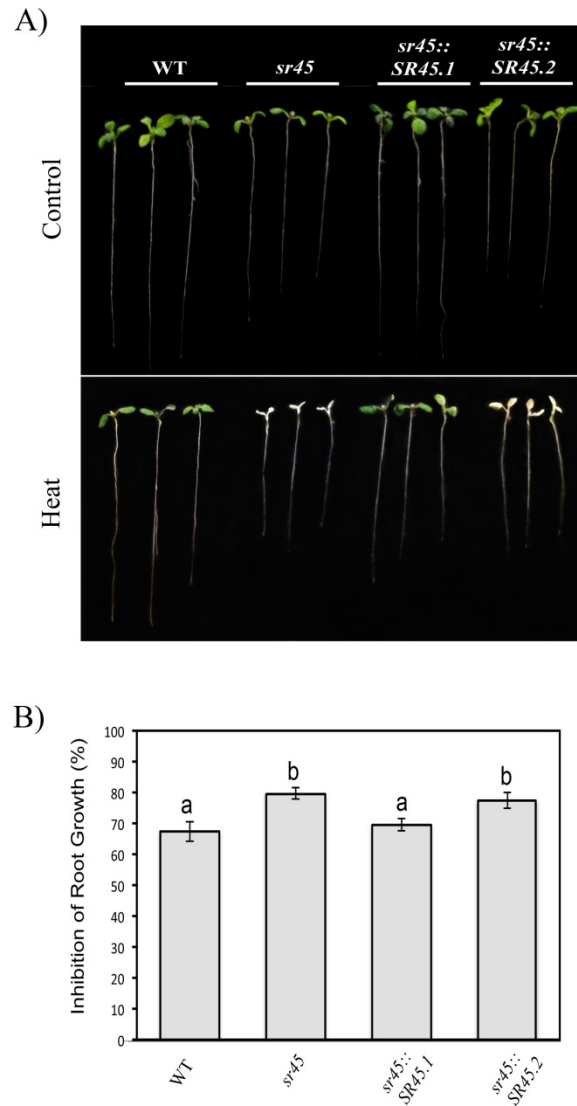 A)
WT
sr45
sr45::
SR45.1
sr45::
SR45.2
Control
Heat
B)
Inhibition of Root Growth (%)
100
90
80
70
60
50
40
30
20
10
0
a
b
a
b
WT
sr45
sr45::
SR45.1
sr45::
SR45.2